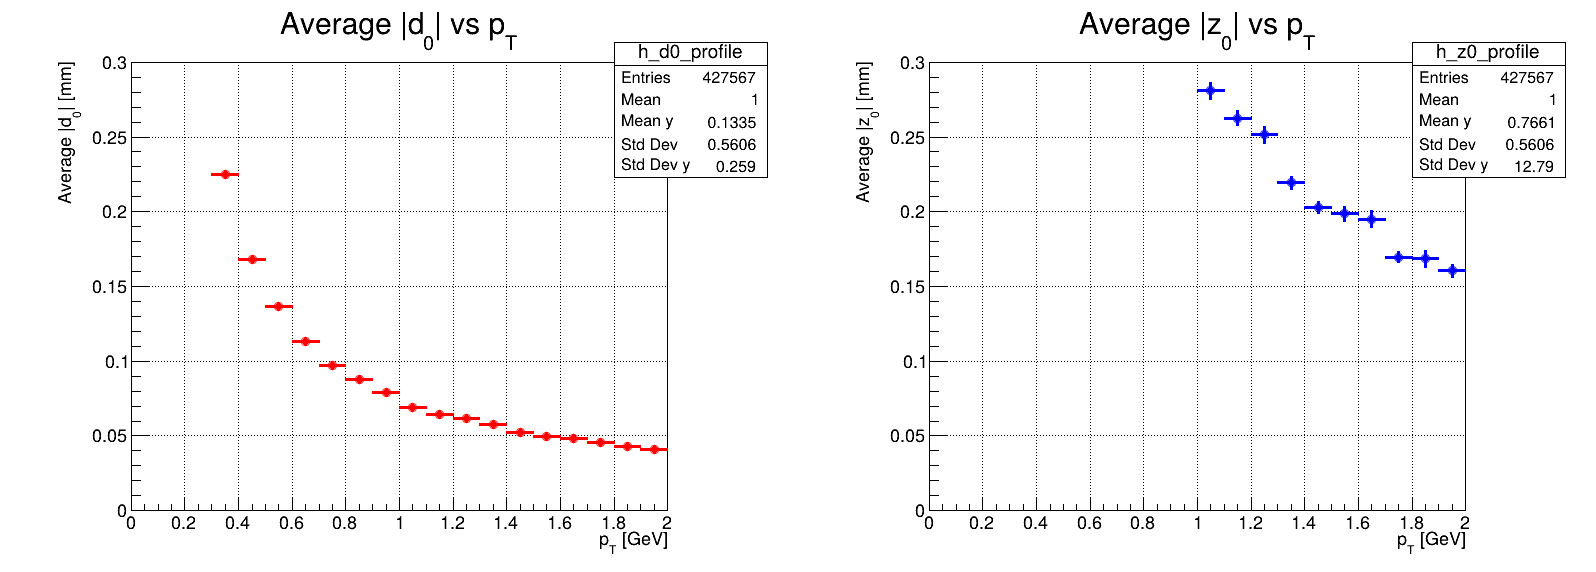 Average |d0| vs pT
h_d0_profile
Entries 427567
Mean 1
Mean y 0.1335
Std Dev 0.5606
Std Dev y 0.259
Average |d0| [mm]
0.3
0.25
0.2
0.15
0.1
0.05
0
0 0.2 0.4 0.6 0.8 1 1.2 1.4 1.6 1.8 2
pT [GeV]
Average |z0| vs pT
h_z0_profile
Entries 427567
Mean 1
Mean y 0.7661
Std Dev 0.5606
Std Dev y 12.79
Average |z0| [mm]
0.3
0.25
0.2
0.15
0.1
0.05
0
0 0.2 0.4 0.6 0.8 1 1.2 1.4 1.6 1.8 2
pT [GeV]